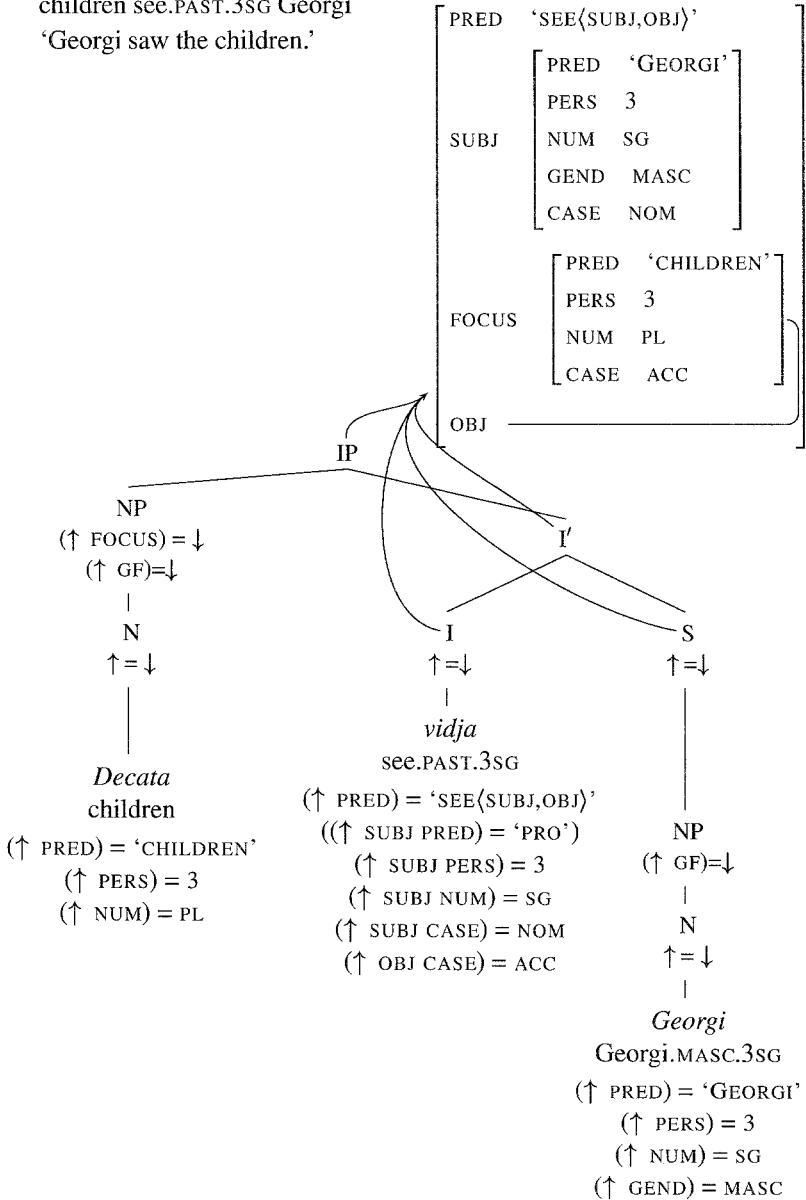 children see.PAST.3SG Georgi
‘Georgi saw the children.’
PRED ‘SEE⟨SUBJ,OBJ⟩’
PRED ‘GEORGI’
PERS 3
SUBJ NUM SG
GEND MASC
CASE NOM
PRED ‘CHILDREN’
PERS 3
FOCUS
NUM PL
CASE ACC
OBJ
IP
NP
(↑ FOCUS) = ↓
(↑ GF)=↓
I′
N
↑=↓
I
↑=↓
S
↑=↓
Decata
children
(↑ PRED) = ‘CHILDREN’
(↑ PERS) = 3
(↑ NUM) = PL
vidja
see.PAST.3SG
(↑ PRED) = ‘SEE⟨SUBJ,OBJ⟩’
((↑ SUBJ PRED) = ‘PRO’)
(↑ SUBJ PERS) = 3
(↑ SUBJ NUM) = SG
(↑ SUBJ CASE) = NOM
(↑ OBJ CASE) = ACC
NP
(↑ GF)=↓
N
↑=↓
Georgi
Georgi.MASC.3SG
(↑ PRED) = ‘GEORGI’
(↑ PERS) = 3
(↑ NUM) = SG
(↑ GEND) = MASC